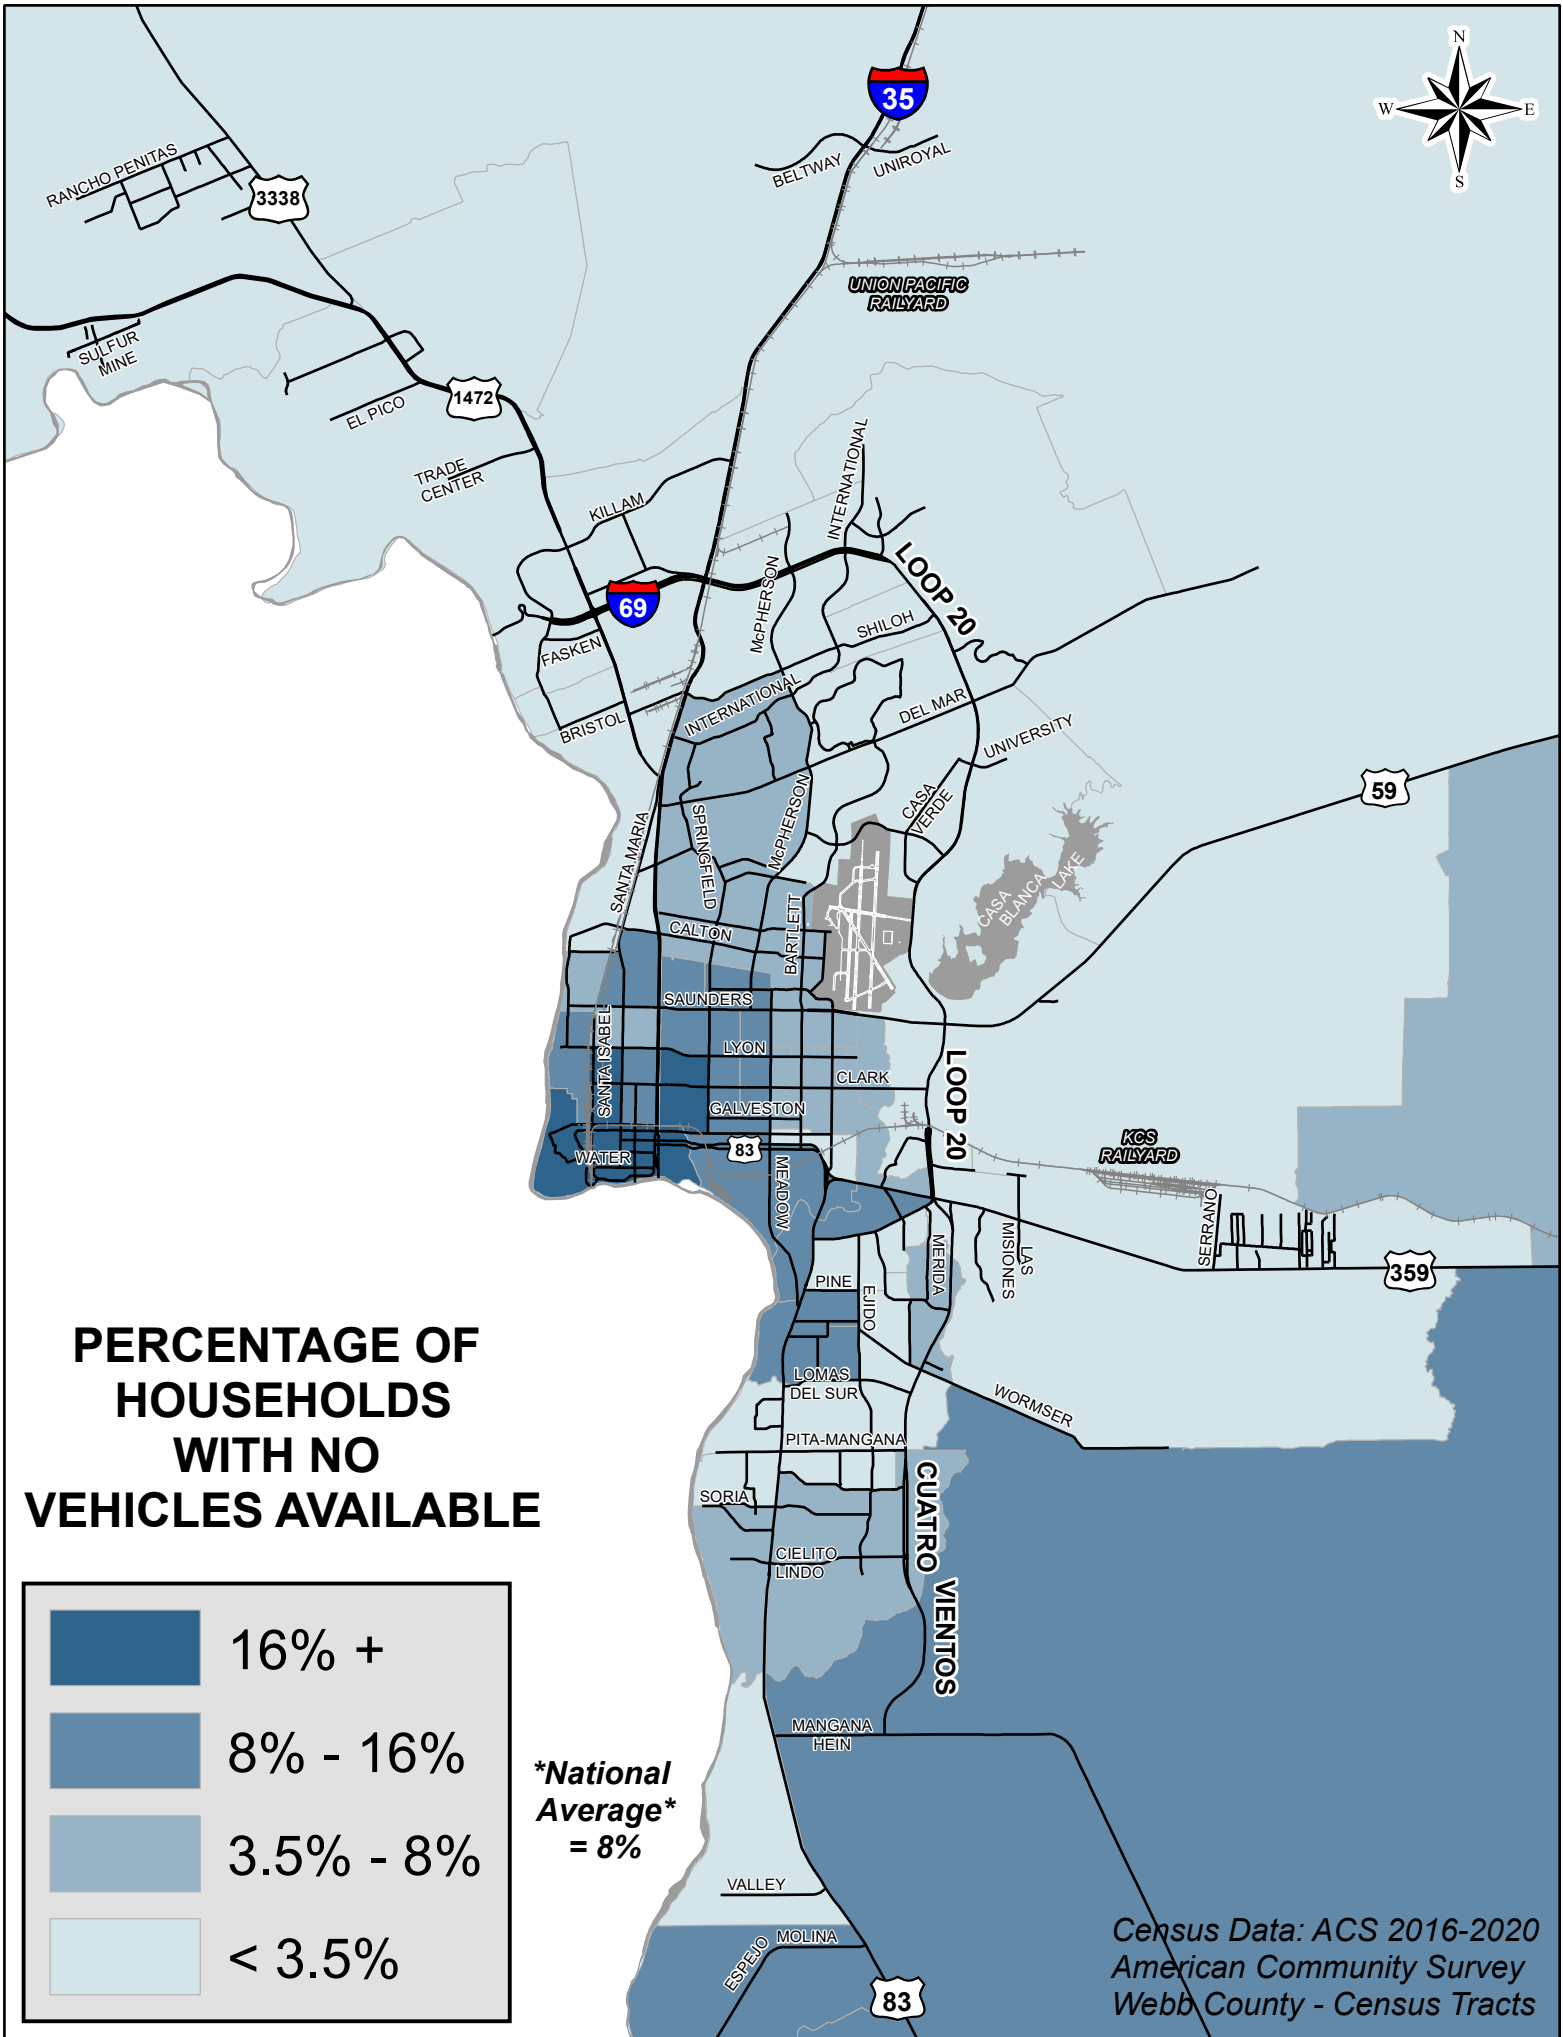 N
W
E
S
35
BELTWAY
UNIROYAL
RANCHO PENITAS
3338
UNION PACIFIC
RAILYARD
SULFUR
MINE
1472
EL PICO
TRADE
CENTER
INTERNATIONAL
KILLAM
LOOP 20
69
McPHERSON
SHILOH
FASKEN
INTERNATIONAL
DEL MAR
BRISTOL
UNIVERSITY
59
CASA
VERDE
SANTA MARIA
SPRINGFIELD
McPHERSON
CASA
BLANCA
LAKE
CALTON
BARTLETT
SAUNDERS
SANTA ISABEL
LYON
LOOP 20
CLARK
GALVESTON
83
WATER
KCS
RAILYARD
MEADOW
SERRANO
MERIDA
LAS
MISIONES
359
PINE
EJIDO
LOMAS
DEL SUR
WORMSER
PITA-MANGANA
SORIA
CUATRO
VIENTOS
CIELITO
LINDO
MANGANA
HEIN
VALLEY
MOLINA
ESPEJO
83
PERCENTAGE OF
HOUSEHOLDS
WITH NO
VEHICLES AVAILABLE
16% +
8% - 16%
3.5% - 8%
< 3.5%
*National
Average*
= 8%
Census Data: ACS 2016-2020
American Community Survey
Webb County - Census Tracts